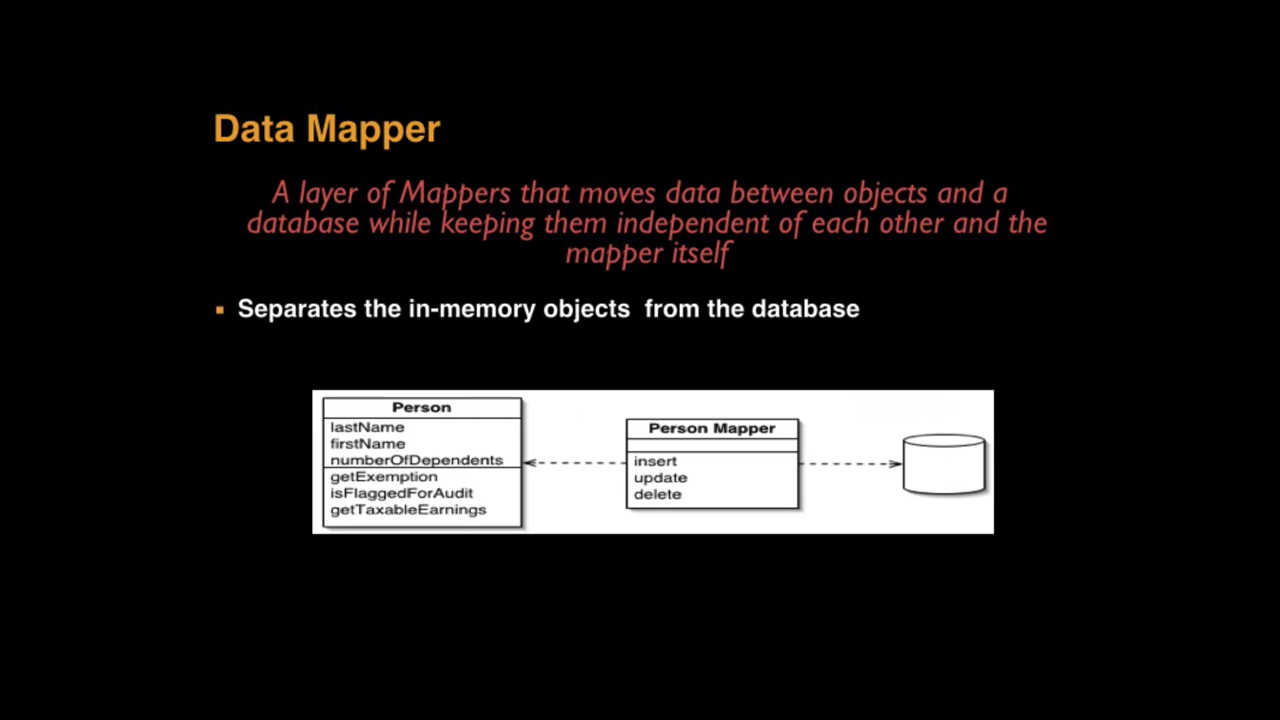 Data Mapper
A layer of Mappers that moves data between objects and a
database while keeping them independent of each other and the
mapper itself
Separates the in-memory objects from the database
Person
lastName
firstName
numberOfDependents
getExemption
isFlaggedForAudit
getTaxableEarnings
Person Mapper
insert
update
delete